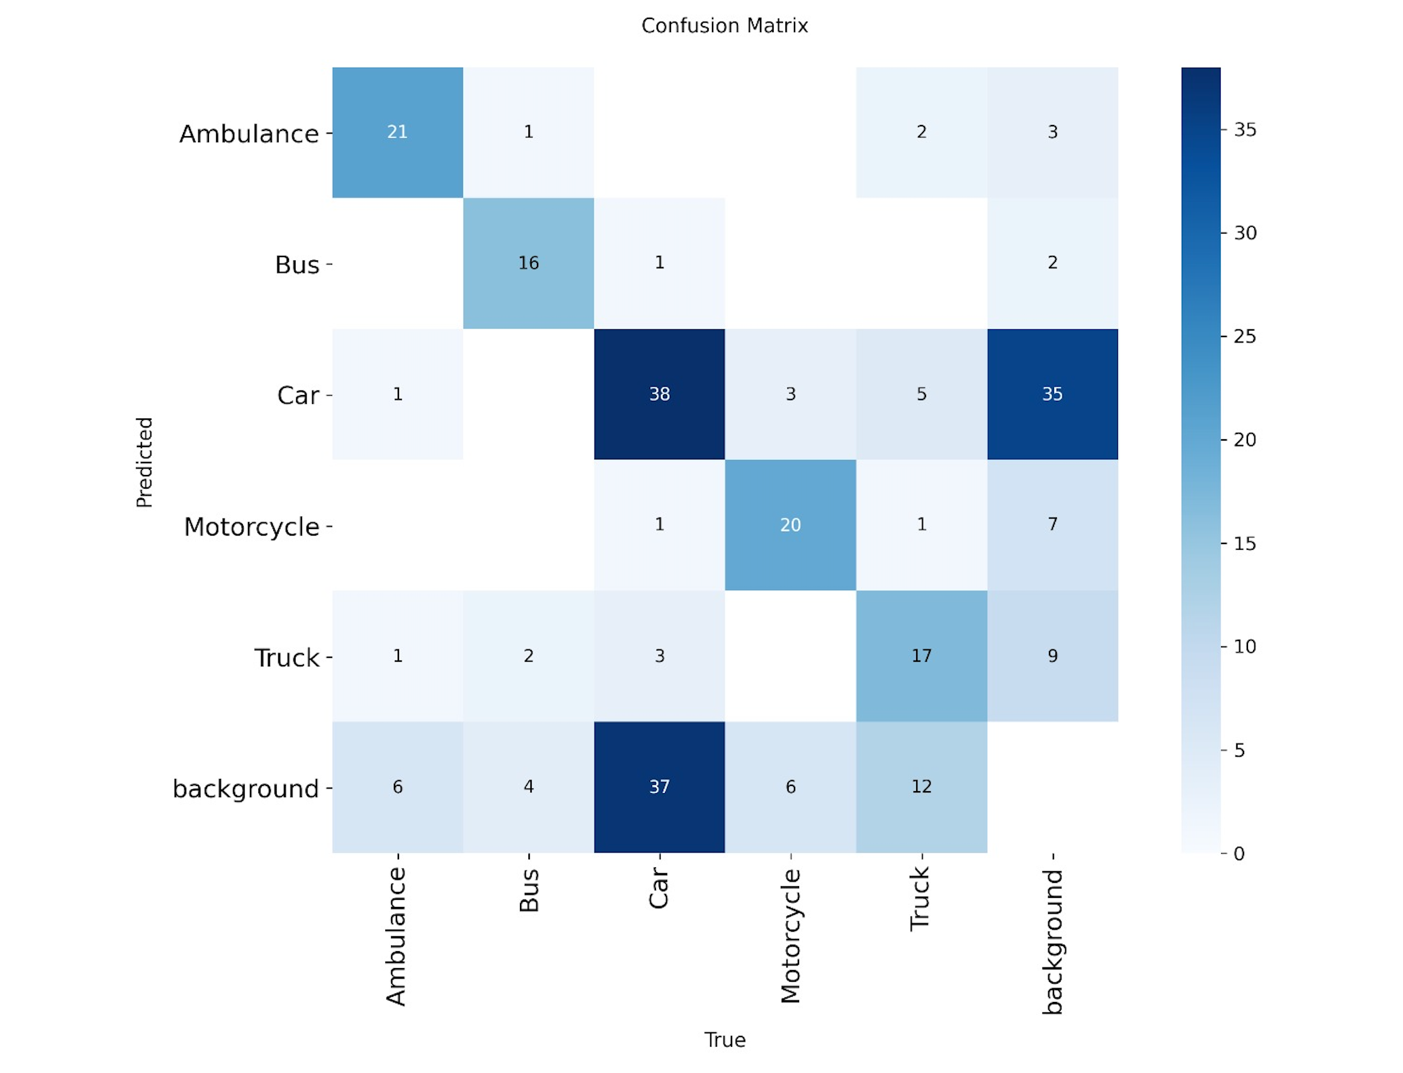 Confusion Matrix
Ambulance 21 1 2 3
Bus 16 1 2
Car 1 38 3 5 35
Motorcycle 1 20 1 7
Truck 1 2 3 17 9
background 6 4 37 6 12
Predicted
Ambulance Bus Car Motorcycle Truck background
True
35
30
25
20
15
10
5
0